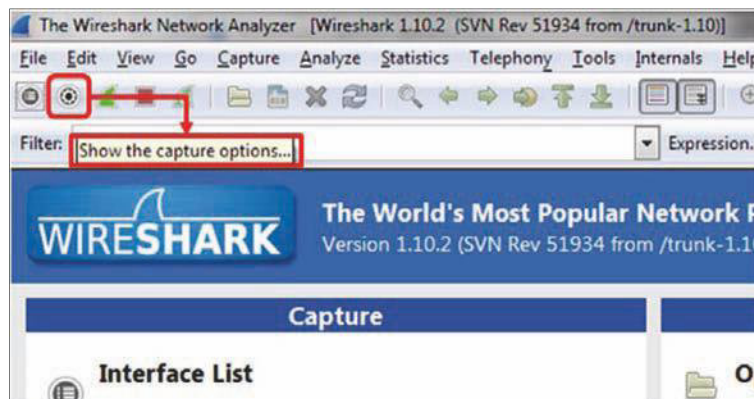 The Wireshark Network Analyzer [Wireshark 1.10.2 (SVN Rev 51934 from /trunk-1.10)]
File Edit View Go Capture Analyze Statistics Telephony Tools Internals Help
Filter: Show the capture options... Expression.
WIRESHARK
The World's Most Popular Network
Version 1.10.2 (SVN Rev 51934 from /trunk-1.1
Capture
Interface List